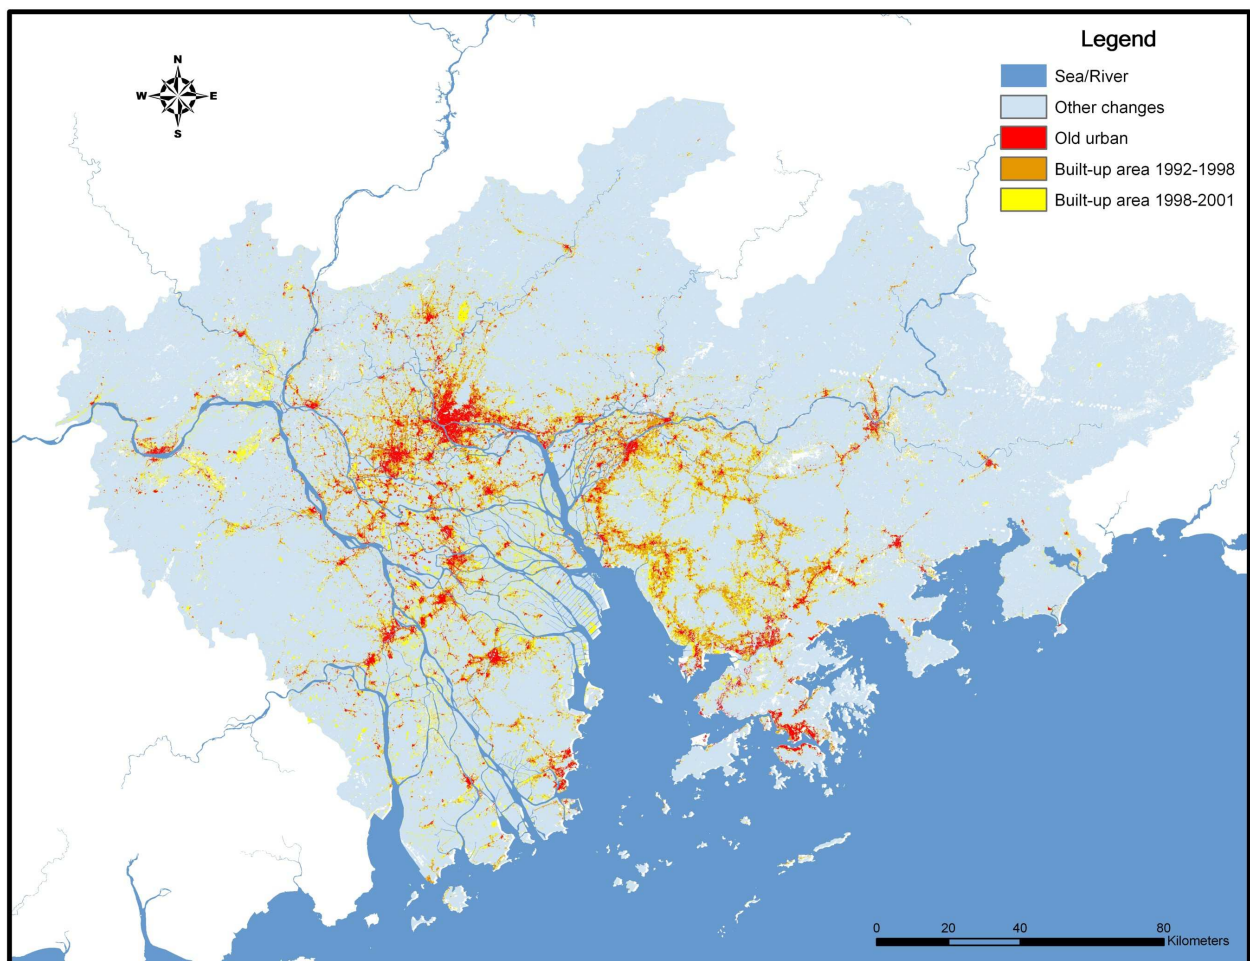 Legend
Sea/River
Other changes
Old urban
Built-up area 1992-1998
Built-up area 1998-2001
N
W E
S
0 20 40 80
Kilometers